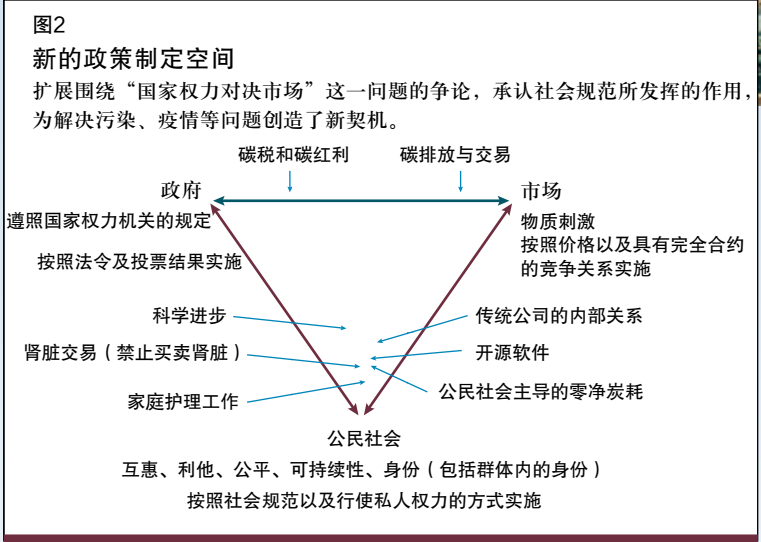 图2
新的政策制定空间
扩展围绕“国家权力对决市场”这一问题的争论，承认社会规范所发挥的作用，
为解决污染、疫情等问题创造了新契机。
碳税和碳红利
碳排放与交易
政府
市场
遵照国家权力机关的规定
按照法令及投票结果实施
物质刺激
按照价格以及具有完全合约
的竞争关系实施
科学进步
传统公司的内部关系
肾脏交易（禁止买卖肾脏）
开源软件
家庭护理工作
公民社会主导的零净炭耗
公民社会
互惠、利他、公平、可持续性、身份（包括群体内的身份）
按照社会规范以及行使私人权力的方式实施